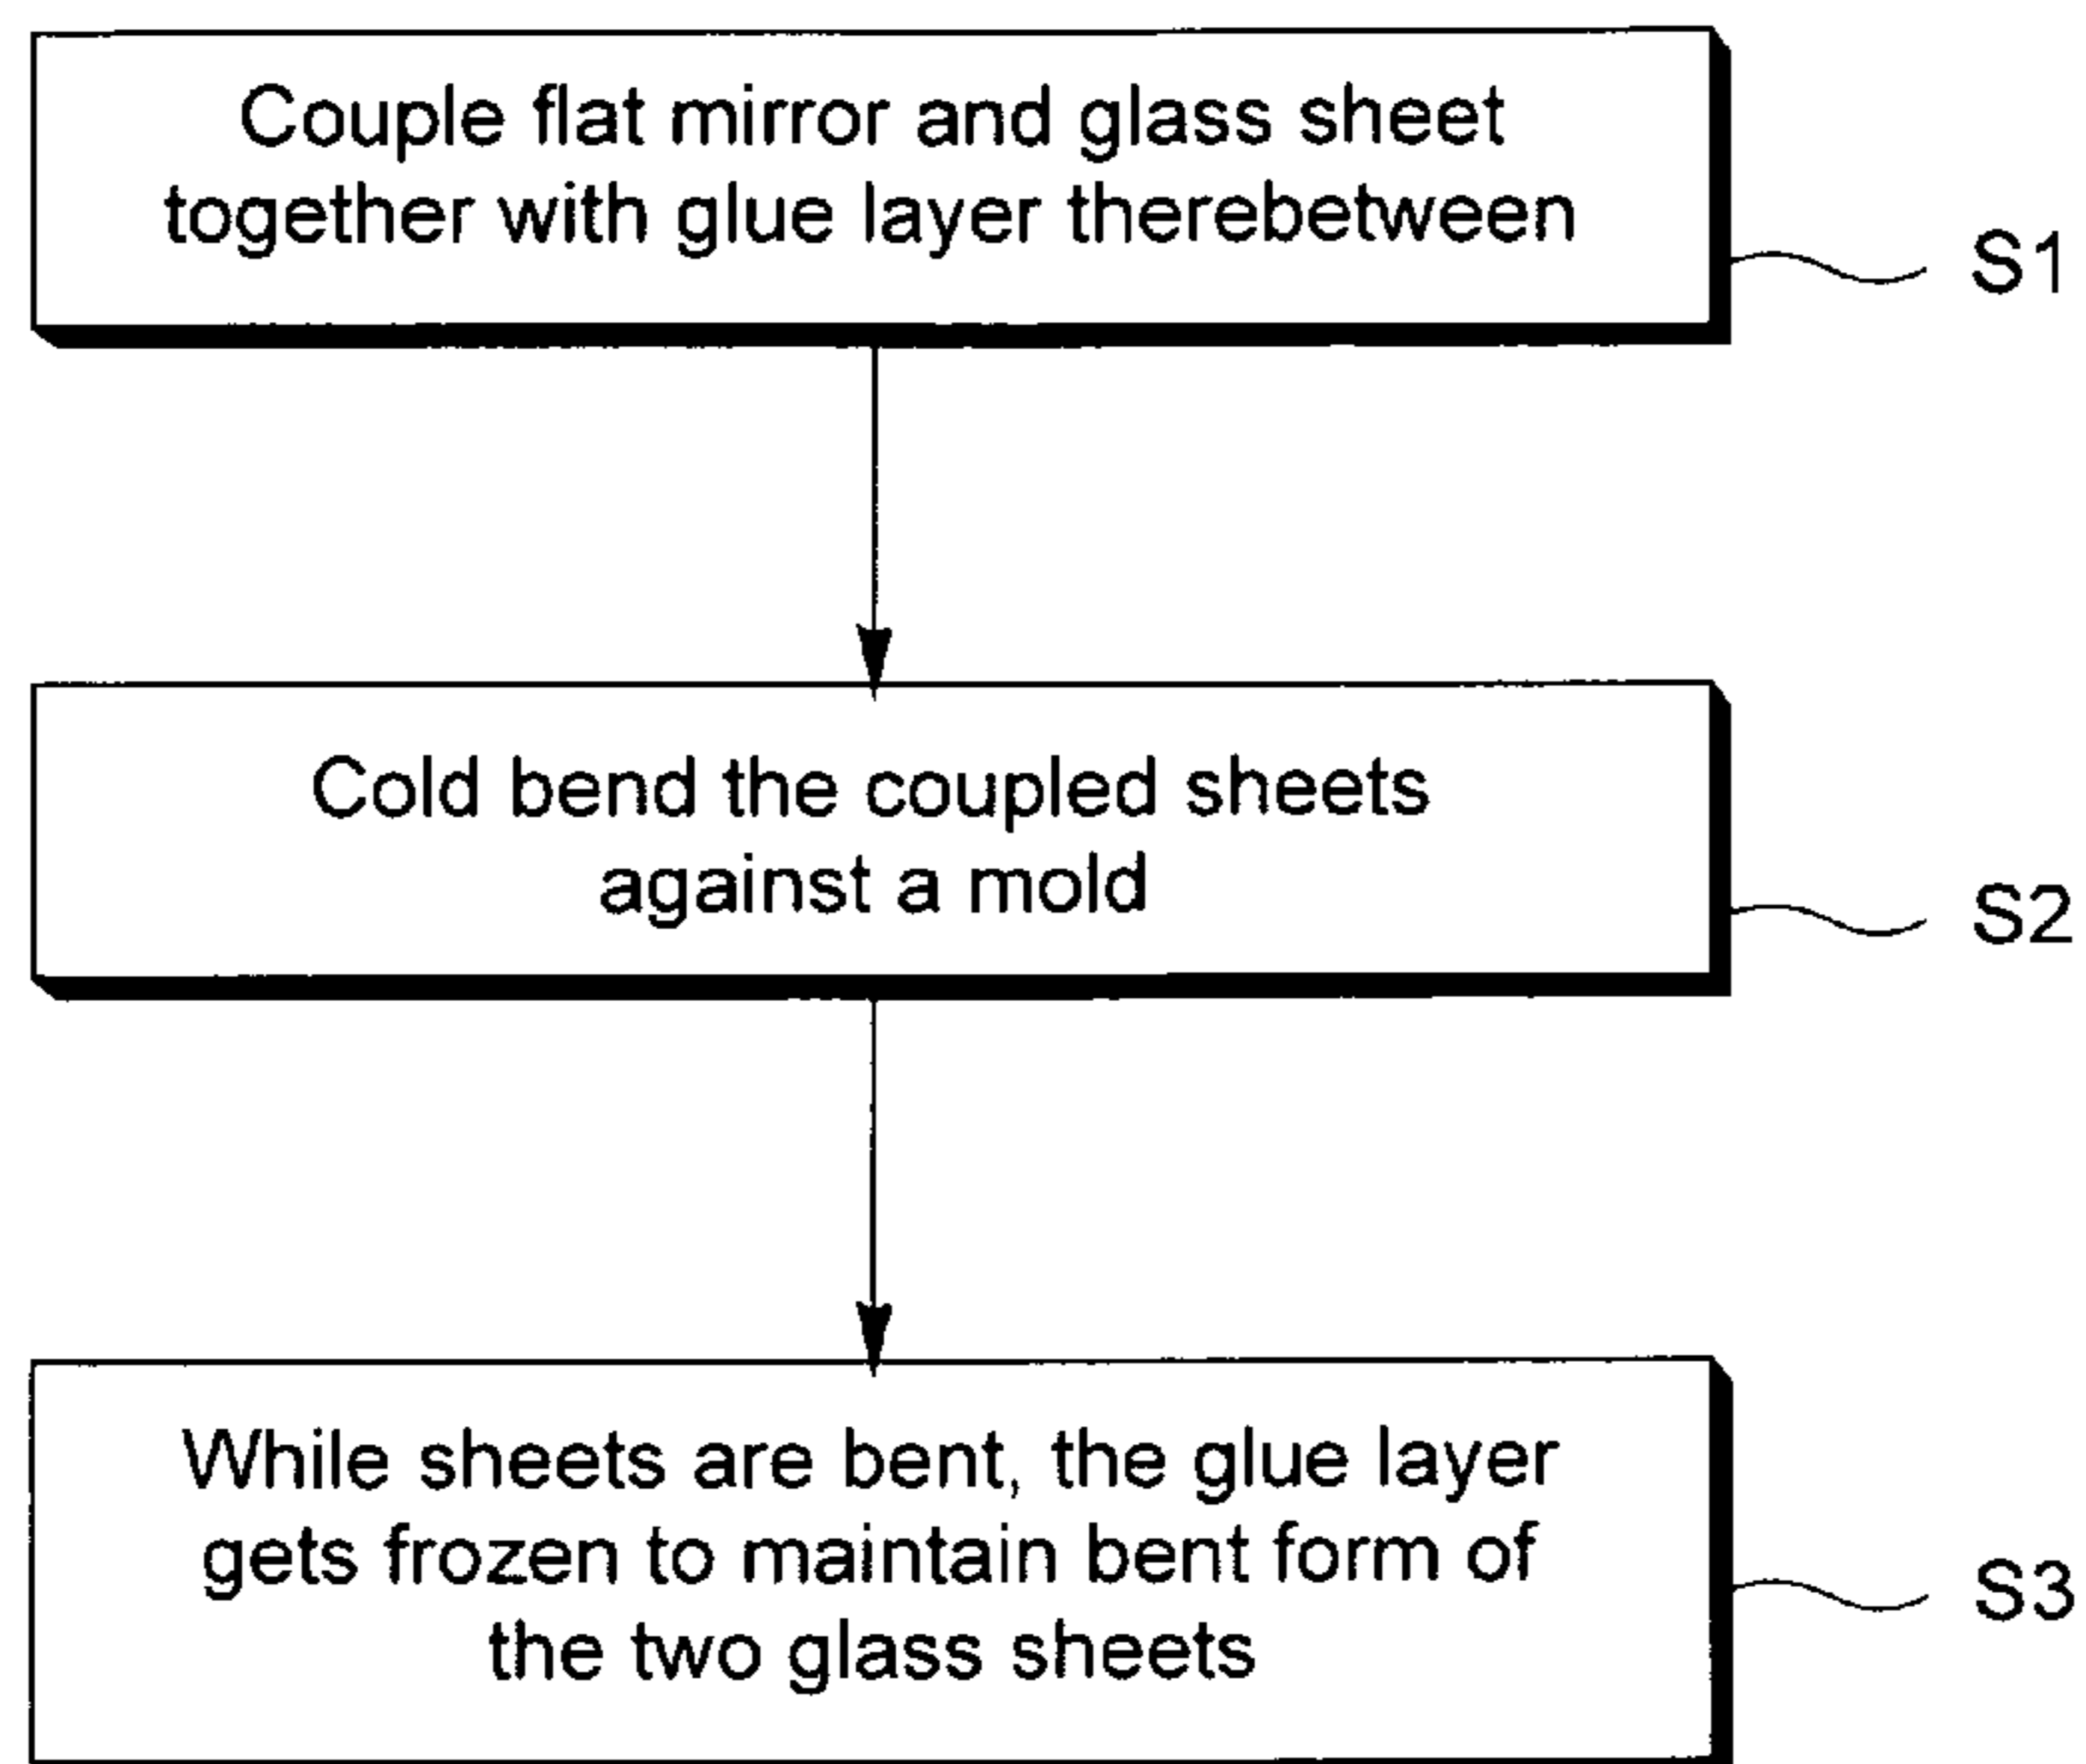 Couple flat mirror and glass sheet
together with glue layer therebetween
S1
Cold bend the coupled sheets
against a mold
S2
While sheets are bent, the glue layer
gets frozen to maintain bent form of
the two glass sheets
S3